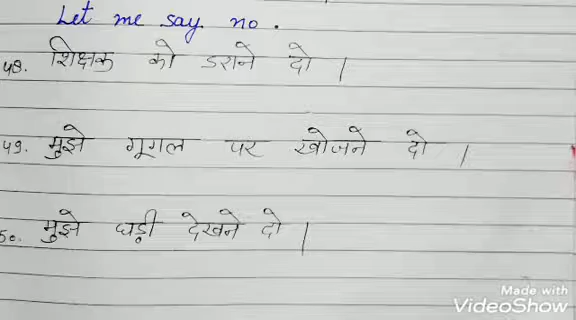 Let me say no.
48. शिक्षक को डराने दो |
49. मुझे गूगल पर खोजने दो |
50. मुझे घड़ी देखने दो |
Made with
VideoShow